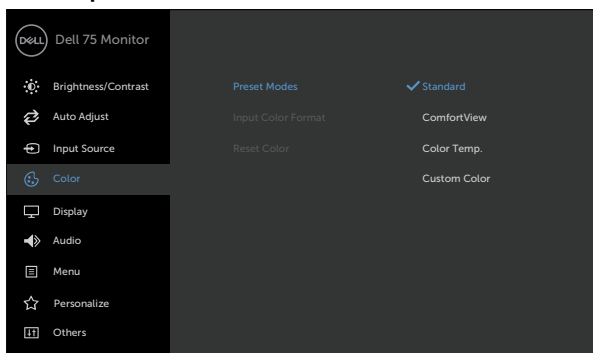 DELL Dell 75 Monitor
Brightness/Contrast Preset Modes Standard
Auto Adjust Input Color Format ComfortView
Input Source Reset Color Color Temp.
Color Custom Color
Display
Audio
Menu
Personalize
Others